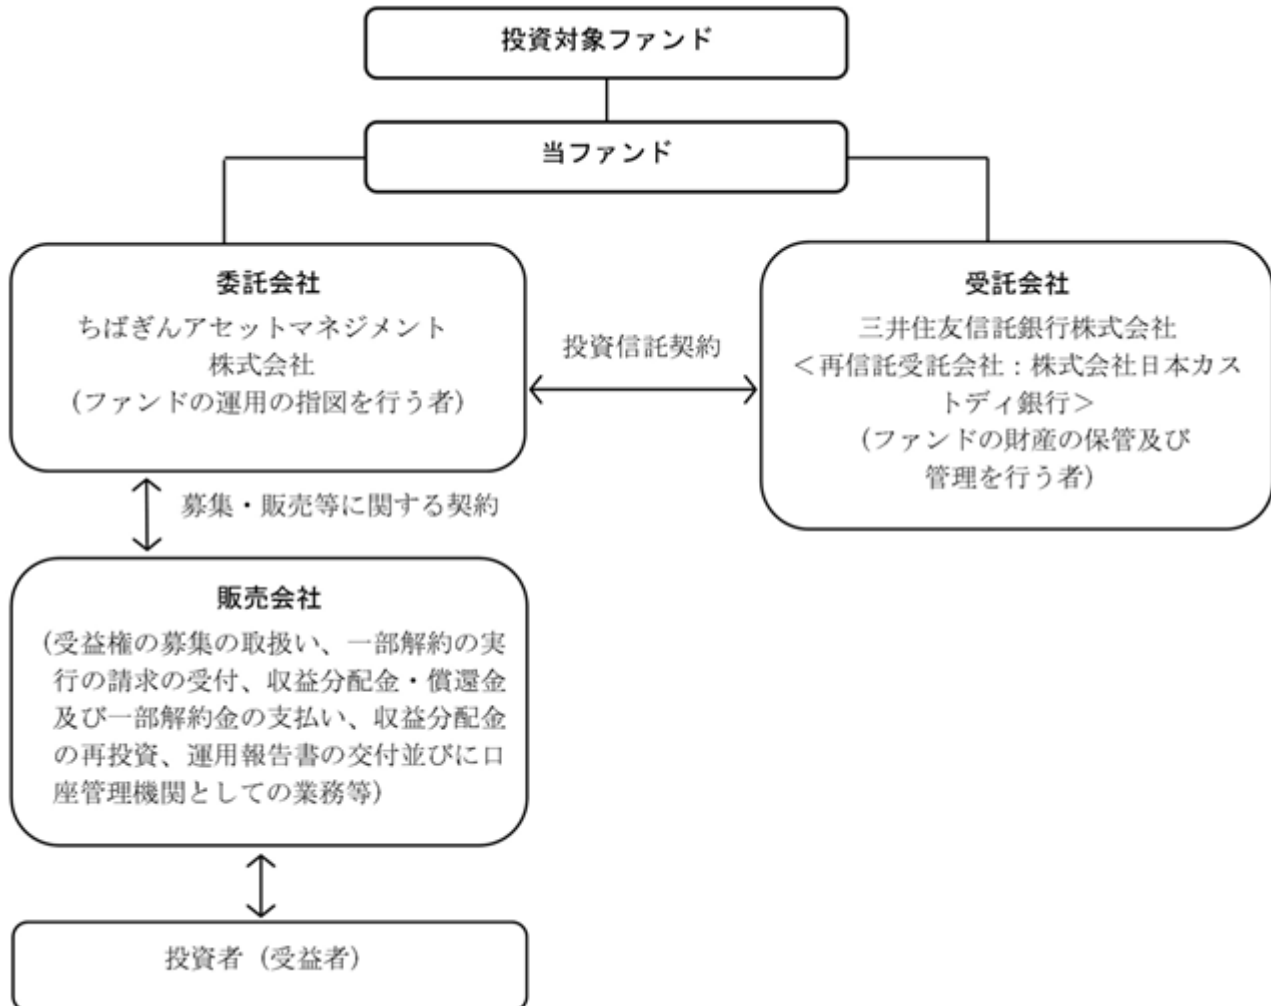 投資対象ファンド
当ファンド
委託会社
ちばぎんアセットマネジメント
株式会社
(ファンドの運用の指図を行う者)
投資信託契約
受託会社
三井住友信託銀行株式会社
<再信託受託会社：株式会社日本カス
トディ銀行>
(ファンドの財産の保管及び
管理を行う者)
募集・販売等に関する契約
販売会社
(受益権の募集の取扱い、一部解約の実
行の請求の受付、収益分配金・償還金
及び一部解約金の支払い、収益分配金
の再投資、運用報告書の交付並びに口
座管理機関としての業務等)
投資者（受益者）